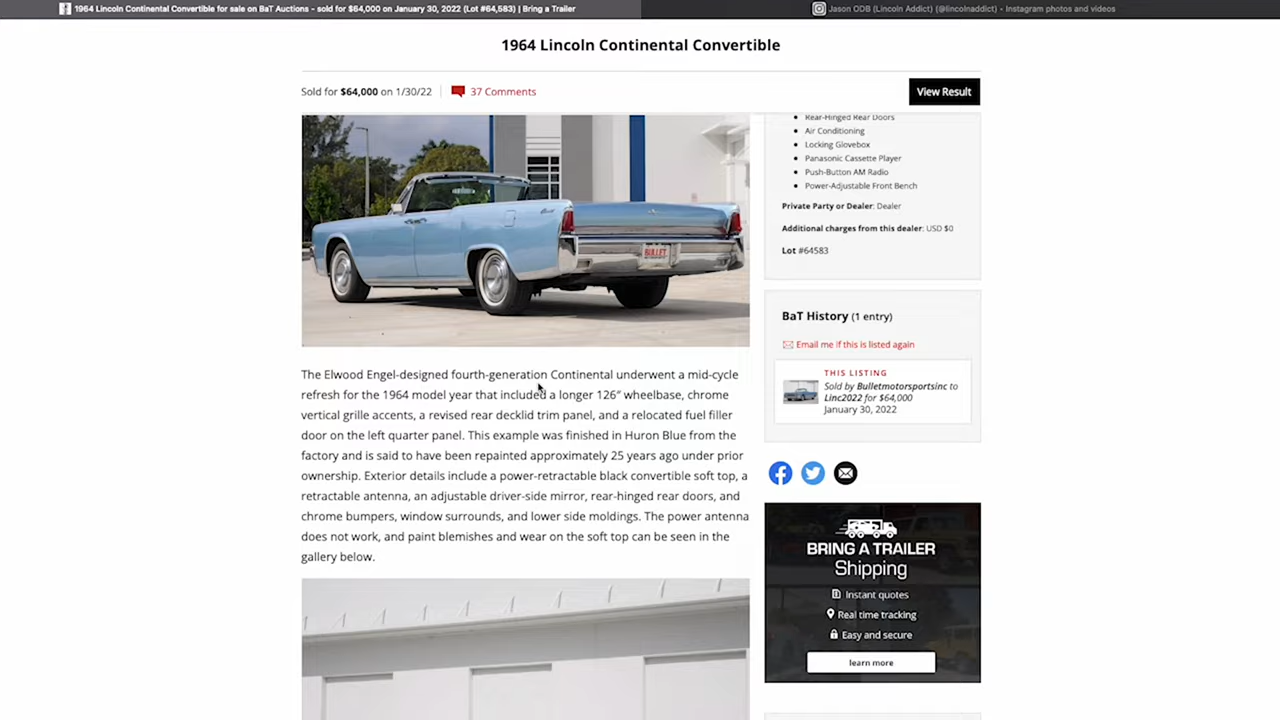 1964 Lincoln Continental Convertible for sale on BaT Auctions - sold for $64,000 on January 30, 2022 (Lot #64,583) | Bring a Trailer
Jason ODB (Lincoln Addict) (@lincolnaddict) • Instagram photos and videos
1964 Lincoln Continental Convertible
Sold for $64,000 on 1/30/22
37 Comments
View Result
BULLET
The Elwood Engel-designed fourth-generation Continental underwent a mid-cycle
refresh for the 1964 model year that included a longer 126″ wheelbase, chrome
vertical grille accents, a revised rear decklid trim panel, and a relocated fuel filler
door on the left quarter panel. This example was finished in Huron Blue from the
factory and is said to have been repainted approximately 25 years ago under prior
ownership. Exterior details include a power-retractable black convertible soft top, a
retractable antenna, an adjustable driver-side mirror, rear-hinged rear doors, and
chrome bumpers, window surrounds, and lower side moldings. The power antenna
does not work, and paint blemishes and wear on the soft top can be seen in the
gallery below.
Rear-Hinged Rear Doors
Air Conditioning
Locking Glovebox
Panasonic Cassette Player
Push-Button AM Radio
Power-Adjustable Front Bench
Private Party or Dealer: Dealer
Additional charges from this dealer: USD $0
Lot #64583
BaT History (1 entry)
Email me if this is listed again
THIS LISTING
Sold by Bulletmotorsportsinc to
Linc2022 for $64,000
January 30, 2022
BRING A TRAILER
Shipping
Instant quotes
Real time tracking
Easy and secure
learn more